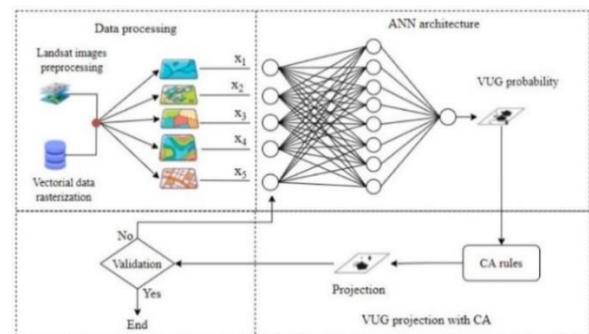 Data processing
ANN architecture
Landsat images
preprocessing
Vectorial data
rasterization
x1
x2
x3
x4
x5
VUG probability
No
Validation
Yes
End
Projection
CA rules
VUG projection with CA